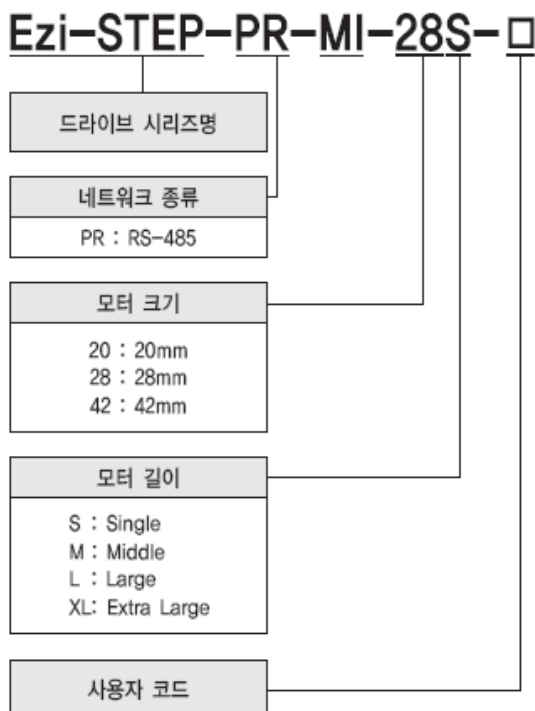 Ezi-STEP-PR-MI-28S-□
드라이브 시리즈명
네트워크 종류
PR : RS-485
모터 크기
20 : 20mm
28 : 28mm
42 : 42mm
모터 길이
S : Single
M : Middle
L : Large
XL: Extra Large
사용자 코드